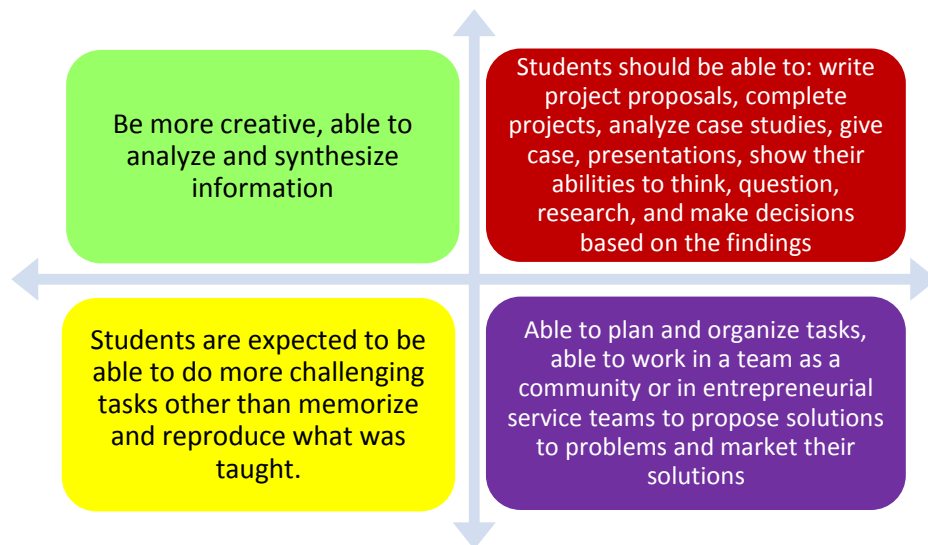 Be more creative, able to
analyze and synthesize
information
Students should be able to: write
project proposals, complete
projects, analyze case studies, give
case, presentations, show their
abilities to think, question,
research, and make decisions
based on the findings
Students are expected to be
able to do more challenging
tasks other than memorize
and reproduce what was
taught.
Able to plan and organize tasks,
able to work in a team as a
community or in entrepreneurial
service teams to propose solutions
to problems and market their
solutions